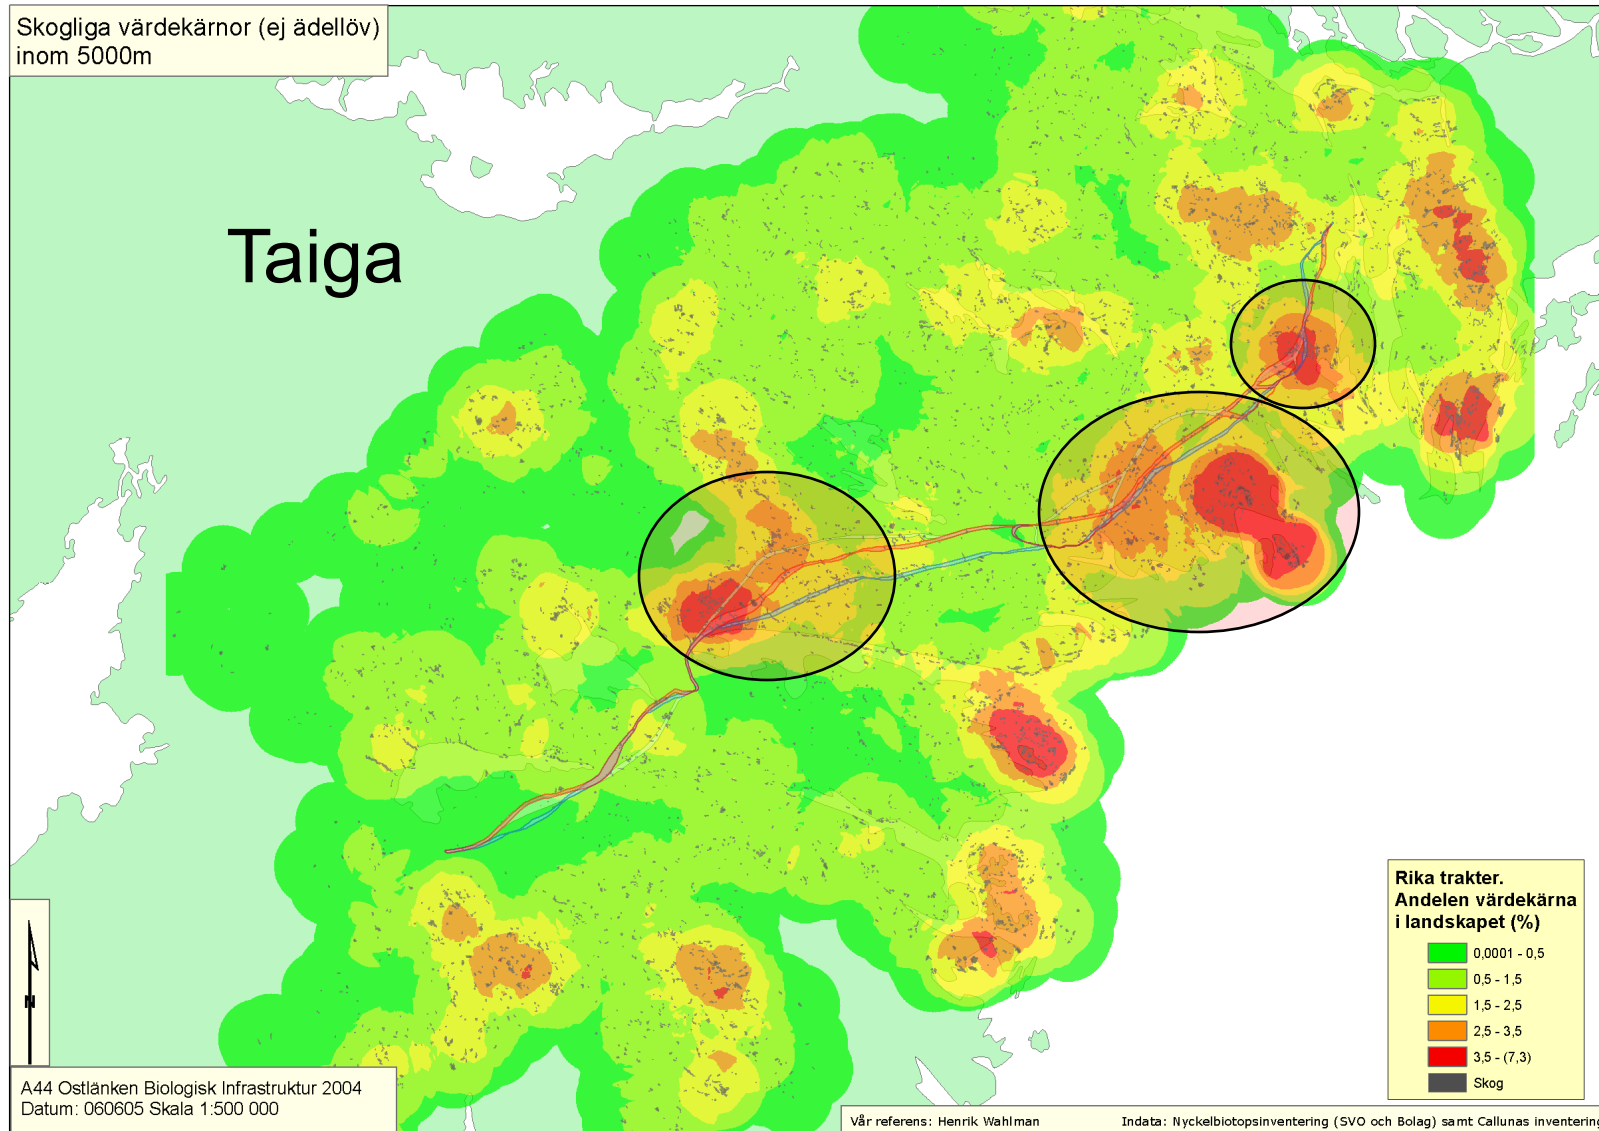 Skogliga värdekärnor (ej ädellöv)
inom 5000m
Taiga
Rika trakter.
Andelen värdekärna
i landskapet (%)
0,0001 - 0,5
0,5 - 1,5
1,5 - 2,5
2,5 - 3,5
3,5 - (7,3)
Skog
N
A44 Ostlänken Biologisk Infrastruktur 2004
Datum: 060605 Skala 1:500 000
Vår referens: Henrik Wahlman
Indata: Nyckelbiotopsinventering (SVO och Bolag) samt Callunas inventering